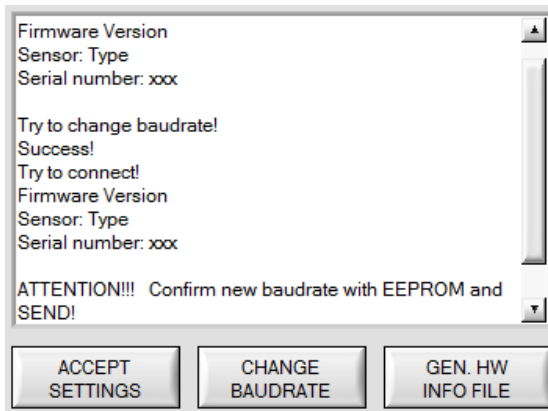 Firmware Version
Sensor: Type
Serial number: xxx
Try to change baudrate!
Success!
Try to connect!
Firmware Version
Sensor: Type
Serial number: xxx
ATTENTION!!!   Confirm new baudrate with EEPROM and
SEND!
ACCEPT
SETTINGS
CHANGE
BAUDRATE
GEN. HW
INFO FILE